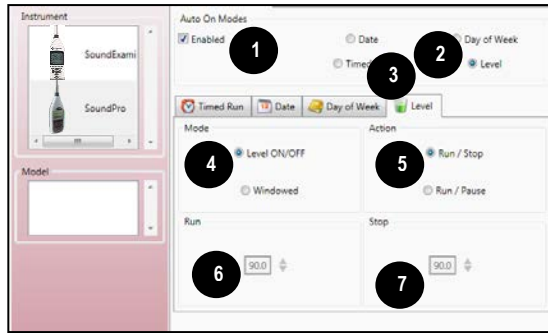 Instrument
SoundExami
SoundPro
m
Model
Auto On Modes
Enabled
1
Date
2
Day of Week
Timed
3
Level
Timed Run
Date
Day of Week
Level
Mode
Action
4
Level ON/OFF
5
Run / Stop
Windowed
Run / Pause
Run
Stop
6
90.0
7
90.0